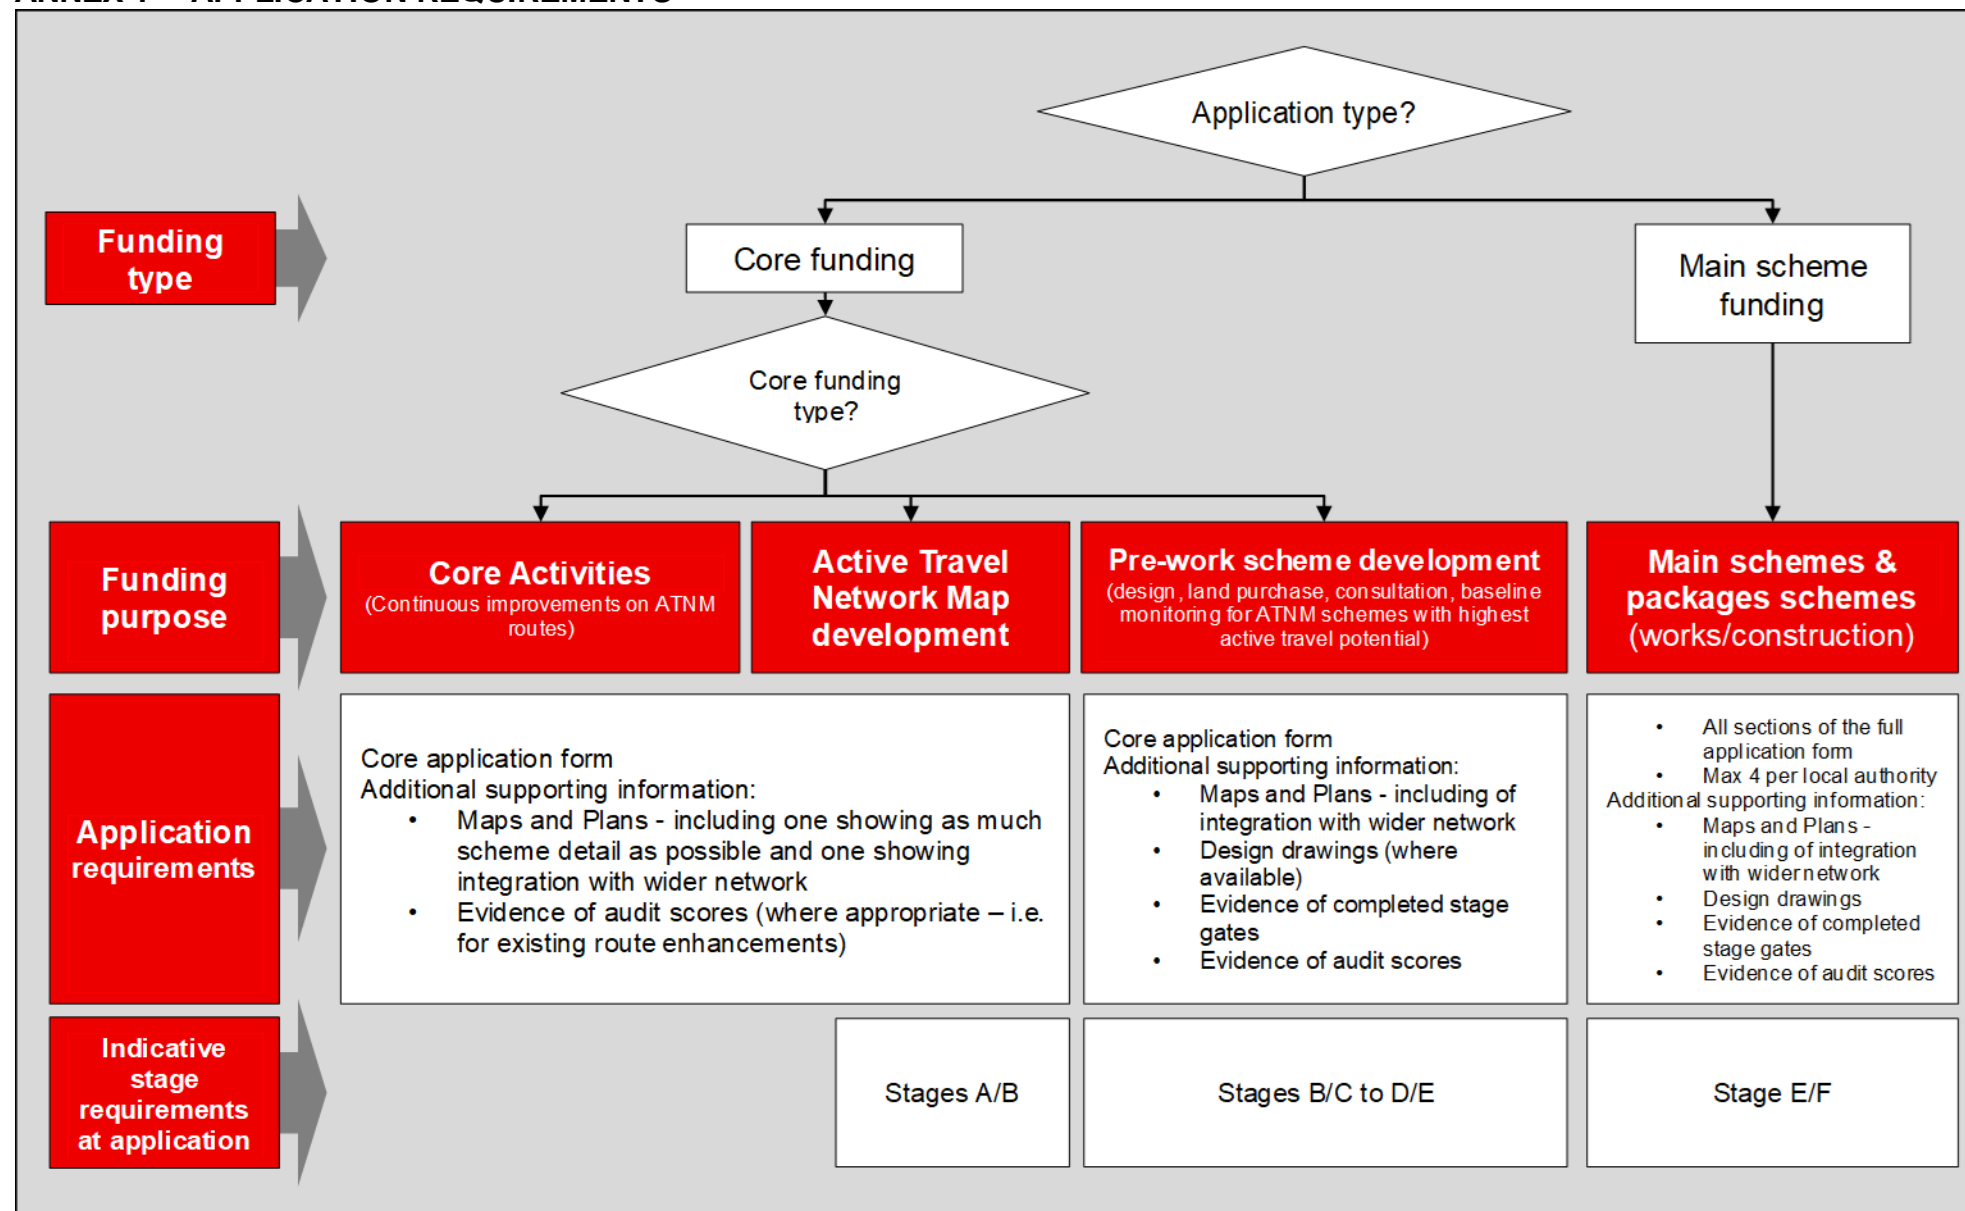 ANNEX 1 – APPLICATION REQUIREMENTS
Application type?
Funding
type
Core funding
Main scheme
funding
Core funding
type?
Funding
purpose
Core Activities
(Continuous improvements on ATNM
routes)
Active Travel
Network Map
development
Pre-work scheme development
(design, land purchase, consultation, baseline
monitoring for ATNM schemes with highest
active travel potential)
Main schemes &
packages schemes
(works/construction)
Application
requirements
Core application form
Additional supporting information:
• Maps and Plans - including one showing as much
scheme detail as possible and one showing
integration with wider network
• Evidence of audit scores (where appropriate – i.e.
for existing route enhancements)
Core application form
Additional supporting information:
• Maps and Plans - including of
integration with wider network
• Design drawings (where
available)
• Evidence of completed stage
gates
• Evidence of audit scores
• All sections of the full
application form
• Max 4 per local authority
Additional supporting information:
• Maps and Plans -
including of integration
with wider network
• Design drawings
• Evidence of completed
stage gates
• Evidence of audit scores
Indicative
stage
requirements
at application
Stages A/B
Stages B/C to D/E
Stage E/F